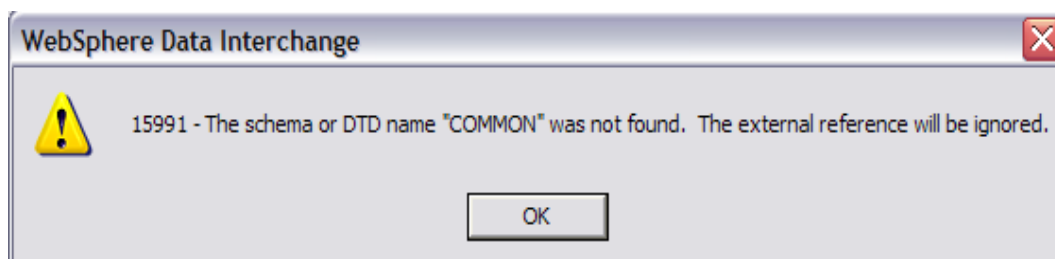 WebSphere Data Interchange
15991 - The schema or DTD name "COMMON" was not found.  The external reference will be ignored.
OK